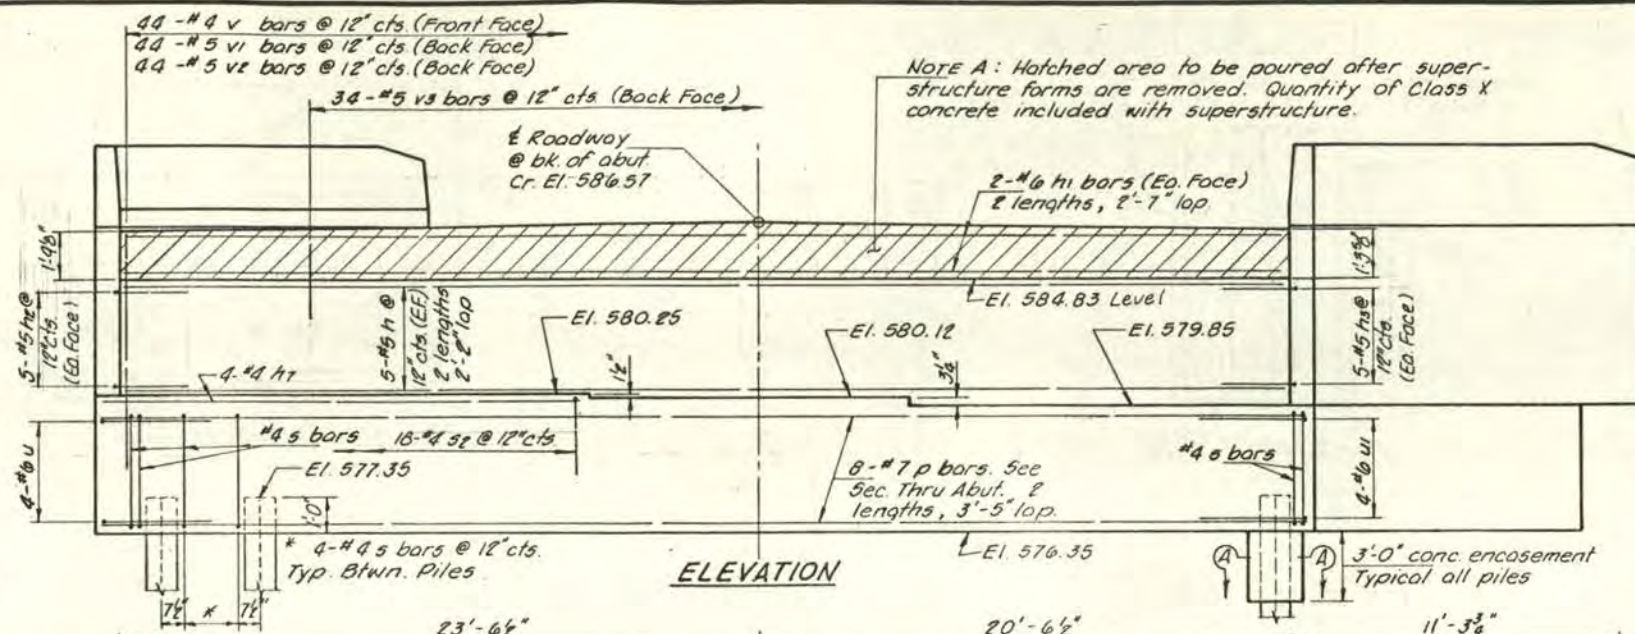 44 -#4 v bars @ 12" cts. (Front Face)
44 -#5 v1 bars @ 12" cts. (Back Face)
44 -#5 v2 bars @ 12" cts. (Back Face)
34-#5 v3 bars @ 12" cts. (Back Face)
℄ Roadway
@ bk. of abut.
Cr. El. 586.57
NOTE A: Hatched area to be poured after super-
structure forms are removed. Quantity of Class X
concrete included with superstructure.
2-#6 h1 bars (Ea. Face)
2 lengths, 2'-7" lap
5-#5 h2 @
12" cts.
(Ea. Face)
5-#5 h @
12" cts. (E.F.)
2 lengths
2'-2" lap
El. 584.83 Level
5-#5 h3 @
12" cts.
(Ea. Face)
El. 580.25
El. 580.12
El. 579.85
1½"
3¼"
4-#4 h7
4-#6 u
#4 s bars
16-#4 s2 @ 12" cts.
El. 577.35
1'-0"
8-#7 p bars. See
Sec. Thru Abut. 2
lengths, 3'-5" lap.
#4 s bars
4-#6 u1
* 4-#4 s bars @ 12" cts.
Typ. Btwn. Piles
El. 576.35
A
A
3'-0" conc. encasement
Typical all piles
ELEVATION
7½"
*
7½"
23'-6½"
20'-6½"
11'-3¾"